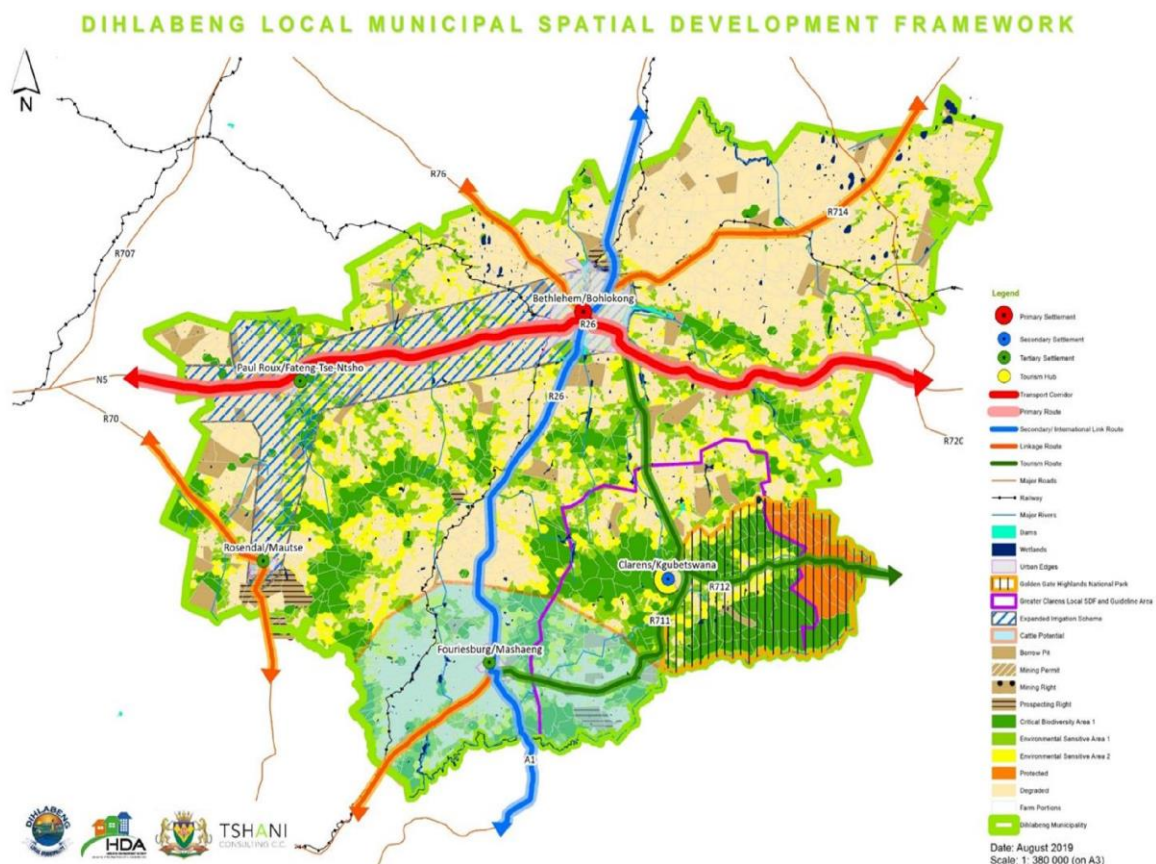 DIHLABENG LOCAL MUNICIPAL SPATIAL DEVELOPMENT FRAMEWORK
N
R76
R714
R707
Bethlehem/Bohlokong
R26
Paul Roux/Fateng-Tse-Ntsho
N5
R26
R70
R72
Rosendal/Mautse
Clarens/Kgubetswana
R712
R711
Fouriesburg/Mashaeng
A1
Legend
Primary Settlement
Secondary Settlement
Tertiary Settlement
Tourism Hub
Transport Corridor
Primary Route
Secondary/ International Link Route
Linkage Route
Tourism Route
Major Roads
Railway
Major Rivers
Dams
Wetlands
Urban Edges
Golden Gate Highlands National Park
Greater Clarens Local SDF and Guideline Area
Expanded Irrigation Scheme
Cattle Potential
Borrow Pit
Mining Permit
Mining Right
Prospecting Right
Critical Biodiversity Area 1
Environmental Sensitive Area 1
Environmental Sensitive Area 2
Protected
Degraded
Farm Portions
Dihlabeng Municipality
Date: August 2019
Scale: 1: 380 000 (on A3)
DIHLABENG
HDA
TSHANI
CONSULTING C.C.